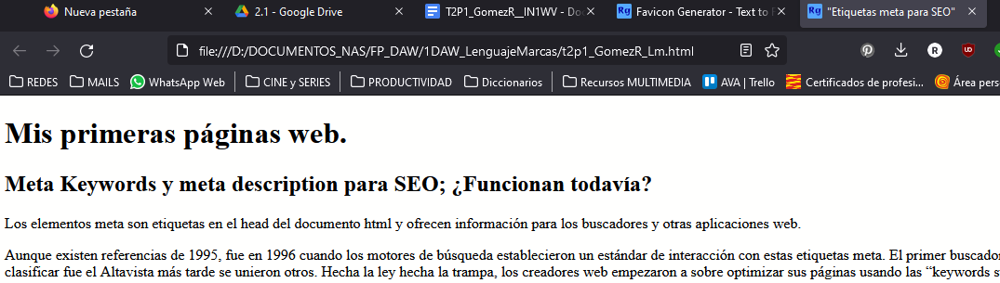 Nueva pestaña
2.1 - Google Drive
T2P1_GomezR__IN1WV - Doc
Favicon Generator - Text to F
"Etiquetas meta para SEO"
file:///D:/DOCUMENTOS_NAS/FP_DAW/1DAW_LenguajeMarcas/t2p1_GomezR_Lm.html
REDES
MAILS
WhatsApp Web
CINE y SERIES
PRODUCTIVIDAD
Diccionarios
Recursos MULTIMEDIA
AVA | Trello
Certificados de profesi...
Área pers
Mis primeras páginas web.
Meta Keywords y meta description para SEO; ¿Funcionan todavía?
Los elementos meta son etiquetas en el head del documento html y ofrecen información para los buscadores y otras aplicaciones web.
Aunque existen referencias de 1995, fue en 1996 cuando los motores de búsqueda establecieron un estándar de interacción con estas etiquetas meta. El primer buscador
clasificar fue el Altavista más tarde se unieron otros. Hecha la ley hecha la trampa, los creadores web empezaron a sobre optimizar sus páginas usando las “keywords s